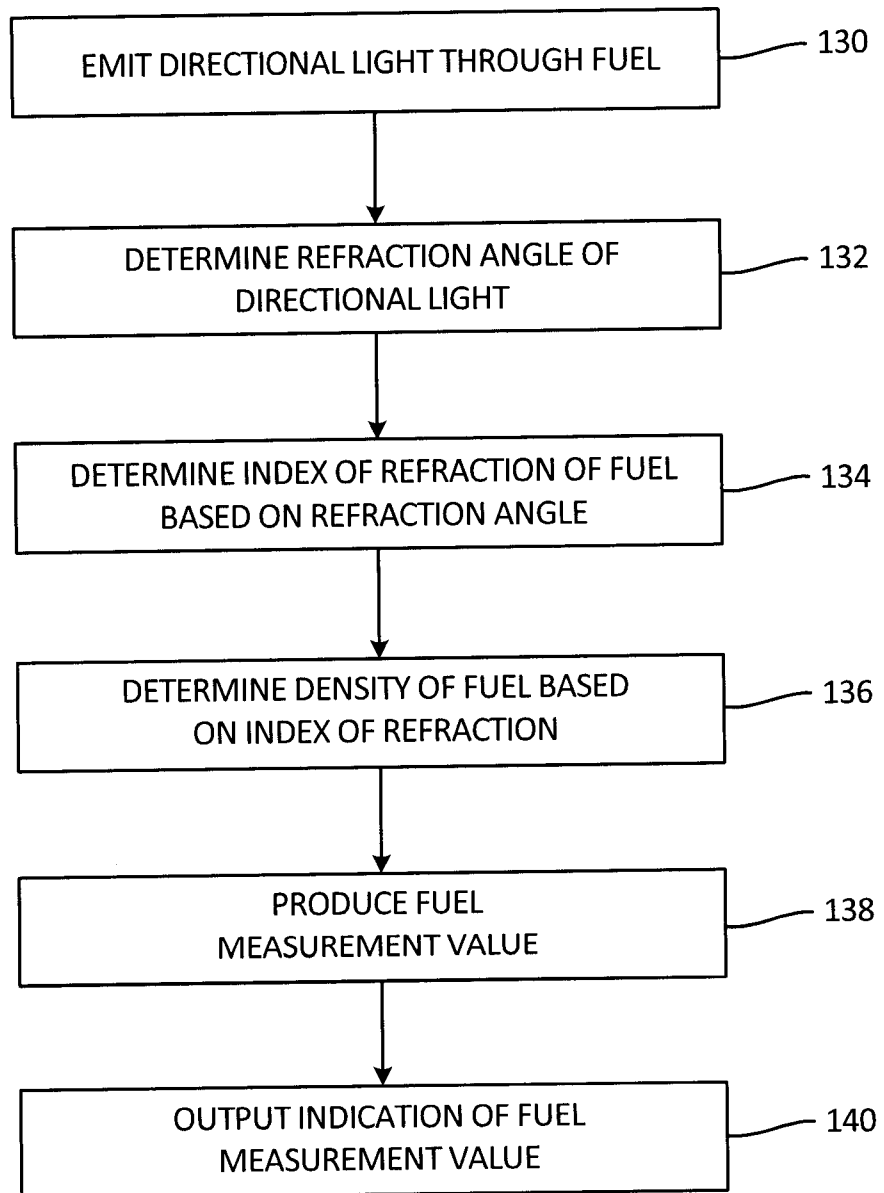 EMIT DIRECTIONAL LIGHT THROUGH FUEL
130
DETERMINE REFRACTION ANGLE OF
DIRECTIONAL LIGHT
132
DETERMINE INDEX OF REFRACTION OF FUEL
BASED ON REFRACTION ANGLE
134
DETERMINE DENSITY OF FUEL BASED
ON INDEX OF REFRACTION
136
PRODUCE FUEL
MEASUREMENT VALUE
138
OUTPUT INDICATION OF FUEL
MEASUREMENT VALUE
140